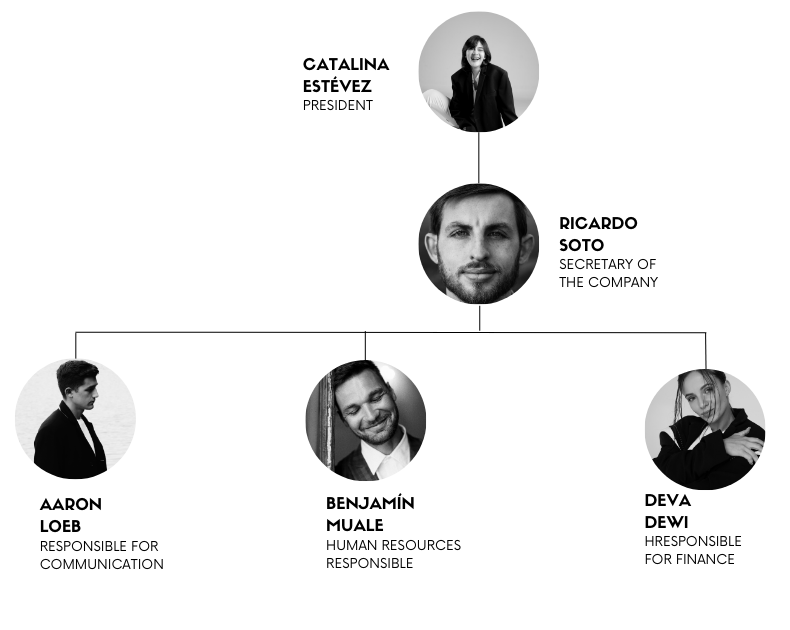 CATALINA
ESTÉVEZ
PRESIDENT
RICARDO
SOTO
SECRETARY OF
THE COMPANY
AARON
LOEB
RESPONSIBLE FOR
COMMUNICATION
BENJAMÍN
MUALE
HUMAN RESOURCES
RESPONSIBLE
DEVA
DEWI
HRESPONSIBLE
FOR FINANCE